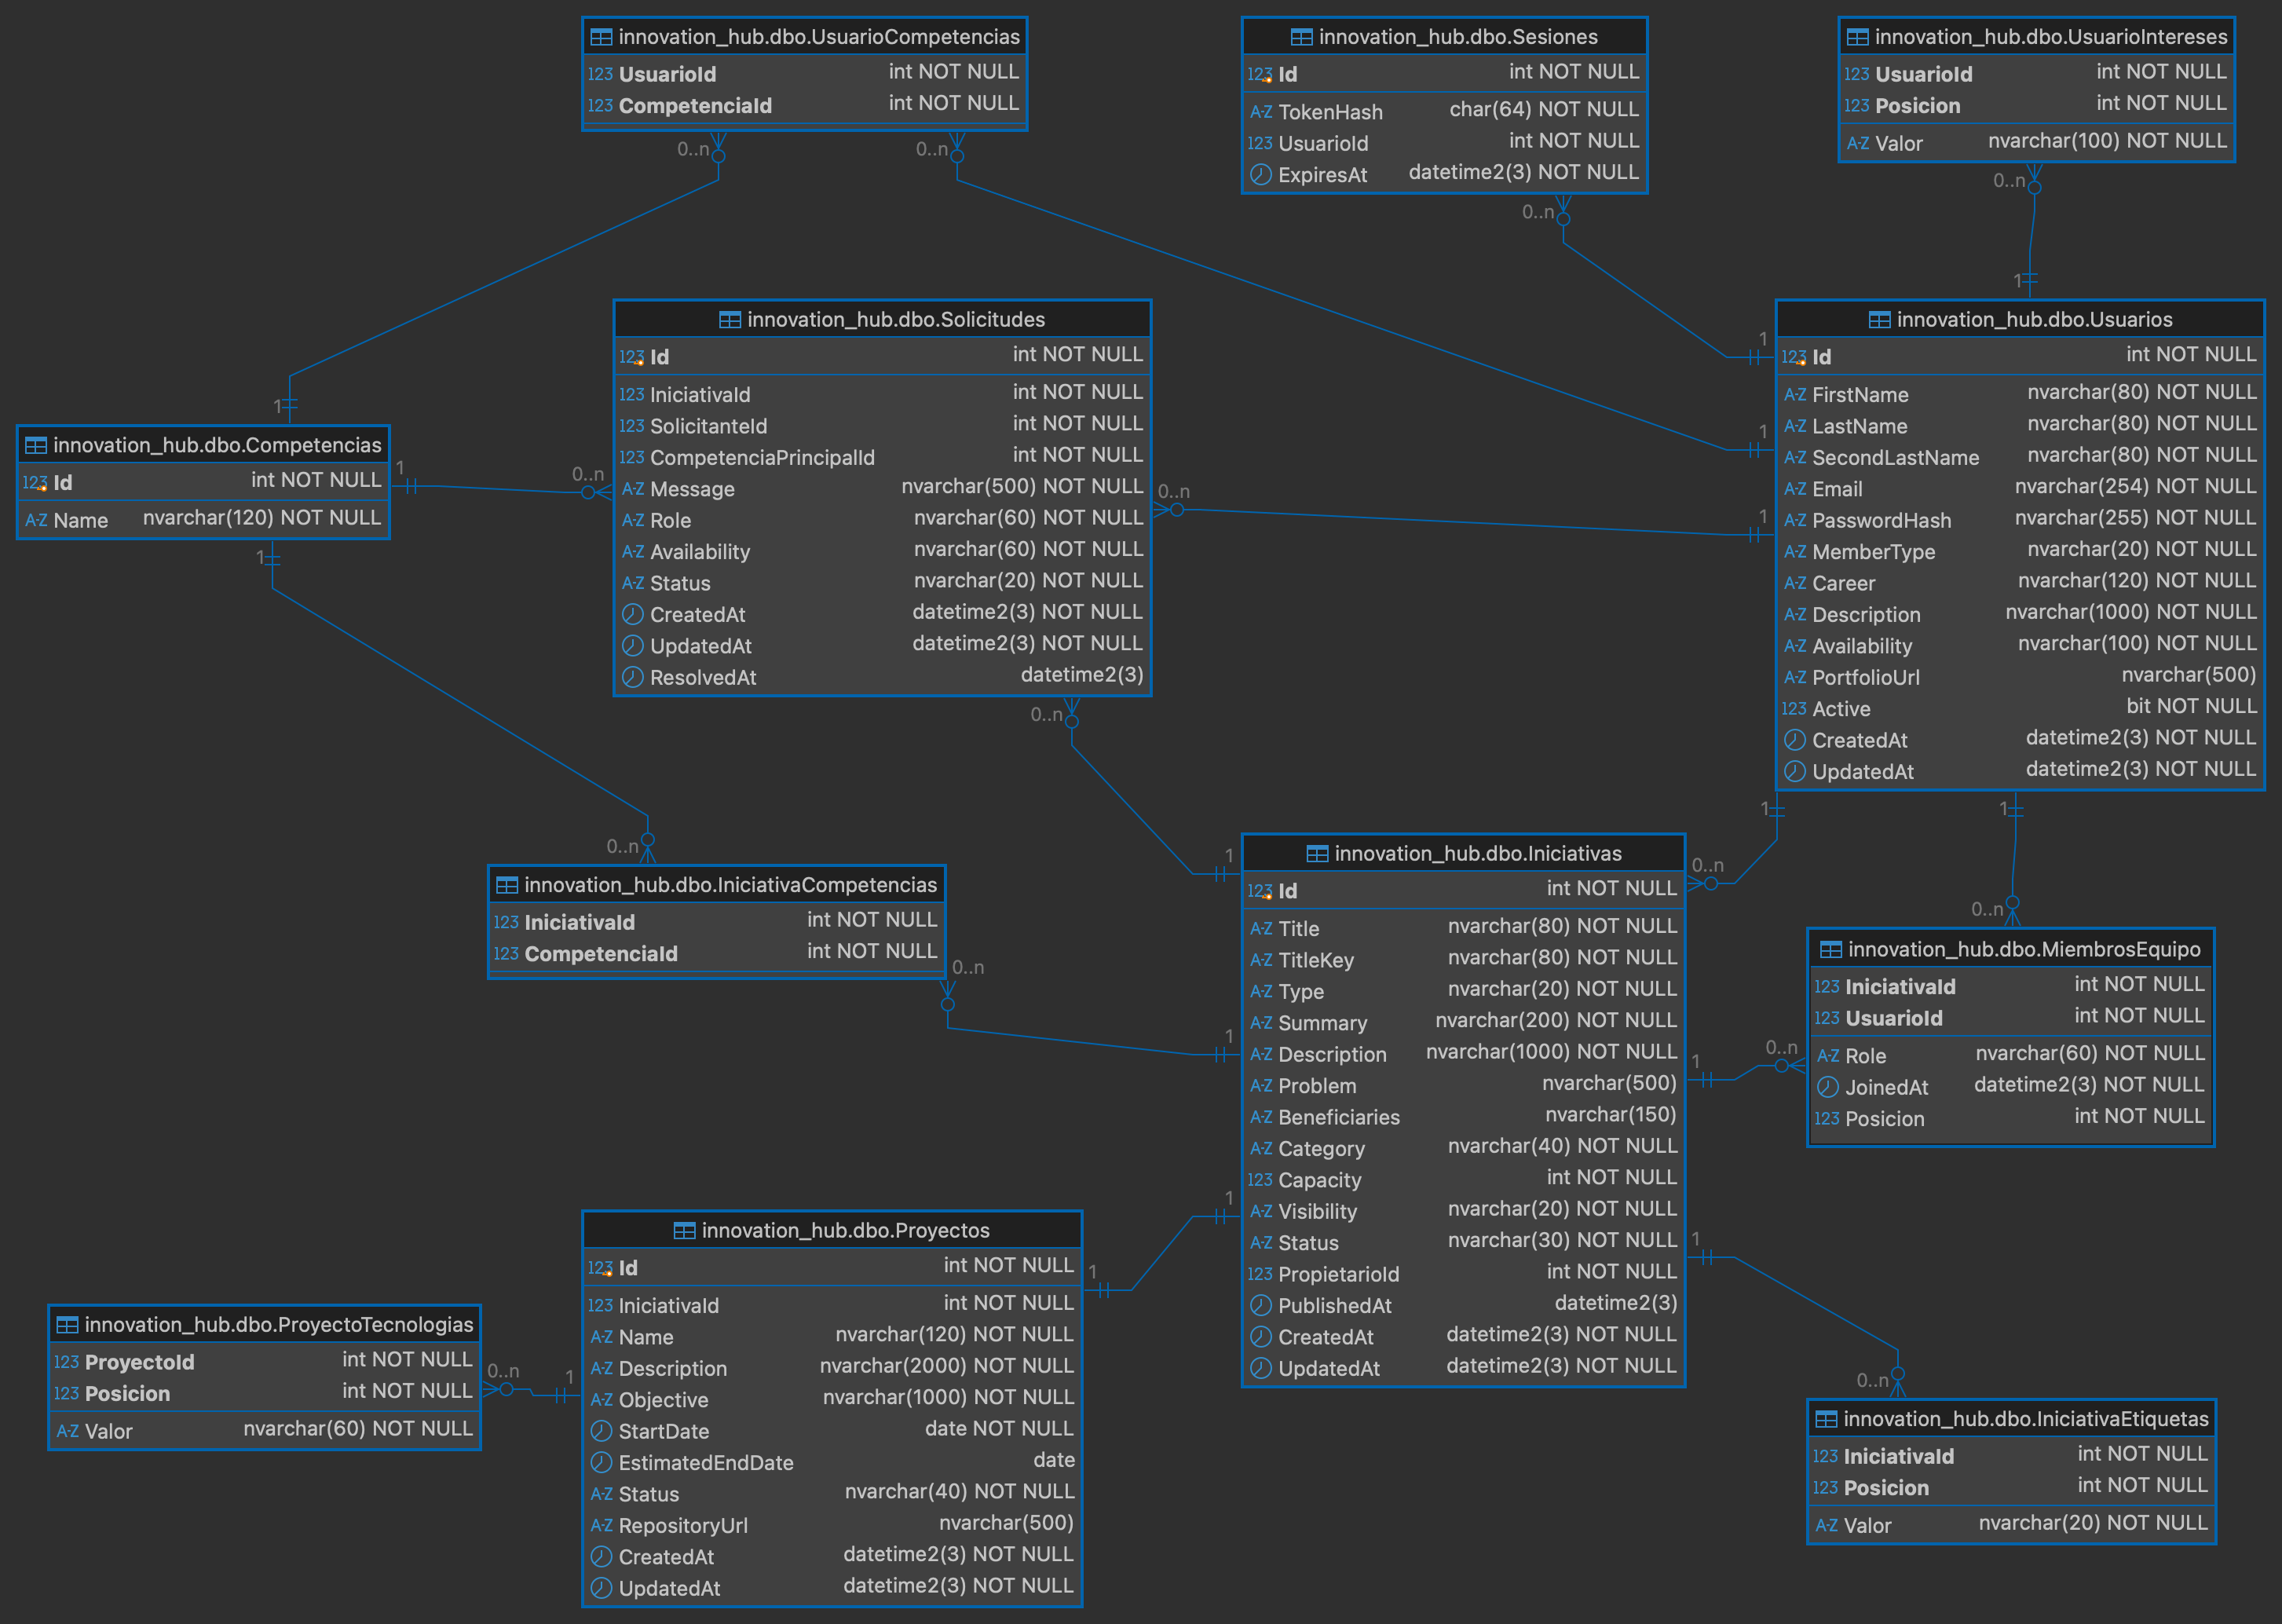 innovation_hub.dbo.UsuarioCompetencias
123 UsuarioId int NOT NULL
123 CompetenciaId int NOT NULL
0..n
0..n
innovation_hub.dbo.Sesiones
123 Id int NOT NULL
A-Z TokenHash char(64) NOT NULL
123 UsuarioId int NOT NULL
ExpiresAt datetime2(3) NOT NULL
0..n
innovation_hub.dbo.UsuarioIntereses
123 UsuarioId int NOT NULL
123 Posicion int NOT NULL
A-Z Valor nvarchar(100) NOT NULL
0..n
1
innovation_hub.dbo.Solicitudes
123 Id int NOT NULL
123 IniciativaId int NOT NULL
123 SolicitanteId int NOT NULL
123 CompetenciaPrincipalId int NOT NULL
A-Z Message nvarchar(500) NOT NULL
A-Z Role nvarchar(60) NOT NULL
A-Z Availability nvarchar(60) NOT NULL
A-Z Status nvarchar(20) NOT NULL
CreatedAt datetime2(3) NOT NULL
UpdatedAt datetime2(3) NOT NULL
ResolvedAt datetime2(3)
0..n
0..n
0..n
innovation_hub.dbo.Usuarios
123 Id int NOT NULL
A-Z FirstName nvarchar(80) NOT NULL
A-Z LastName nvarchar(80) NOT NULL
A-Z SecondLastName nvarchar(80) NOT NULL
A-Z Email nvarchar(254) NOT NULL
A-Z PasswordHash nvarchar(255) NOT NULL
A-Z MemberType nvarchar(20) NOT NULL
A-Z Career nvarchar(120) NOT NULL
A-Z Description nvarchar(1000) NOT NULL
A-Z Availability nvarchar(100) NOT NULL
A-Z PortfolioUrl nvarchar(500)
123 Active bit NOT NULL
CreatedAt datetime2(3) NOT NULL
UpdatedAt datetime2(3) NOT NULL
1
1
1
1
1
1
innovation_hub.dbo.Competencias
123 Id int NOT NULL
A-Z Name nvarchar(120) NOT NULL
1
1
innovation_hub.dbo.IniciativaCompetencias
123 IniciativaId int NOT NULL
123 CompetenciaId int NOT NULL
0..n
0..n
innovation_hub.dbo.Iniciativas
123 Id int NOT NULL
A-Z Title nvarchar(80) NOT NULL
A-Z TitleKey nvarchar(80) NOT NULL
A-Z Type nvarchar(20) NOT NULL
A-Z Summary nvarchar(200) NOT NULL
A-Z Description nvarchar(1000) NOT NULL
A-Z Problem nvarchar(500)
A-Z Beneficiaries nvarchar(150)
A-Z Category nvarchar(40) NOT NULL
123 Capacity int NOT NULL
A-Z Visibility nvarchar(20) NOT NULL
A-Z Status nvarchar(30) NOT NULL
123 PropietarioId int NOT NULL
PublishedAt datetime2(3)
CreatedAt datetime2(3) NOT NULL
UpdatedAt datetime2(3) NOT NULL
1
1
1
0..n
1
1
innovation_hub.dbo.MiembrosEquipo
123 IniciativaId int NOT NULL
123 UsuarioId int NOT NULL
A-Z Role nvarchar(60) NOT NULL
JoinedAt datetime2(3) NOT NULL
123 Posicion int NOT NULL
0..n
0..n
innovation_hub.dbo.Proyectos
123 Id int NOT NULL
123 IniciativaId int NOT NULL
A-Z Name nvarchar(120) NOT NULL
A-Z Description nvarchar(2000) NOT NULL
A-Z Objective nvarchar(1000) NOT NULL
StartDate date NOT NULL
EstimatedEndDate date
A-Z Status nvarchar(40) NOT NULL
A-Z RepositoryUrl nvarchar(500)
CreatedAt datetime2(3) NOT NULL
UpdatedAt datetime2(3) NOT NULL
1
1
innovation_hub.dbo.ProyectoTecnologias
123 ProyectoId int NOT NULL
123 Posicion int NOT NULL
A-Z Valor nvarchar(60) NOT NULL
0..n
innovation_hub.dbo.IniciativaEtiquetas
123 IniciativaId int NOT NULL
123 Posicion int NOT NULL
A-Z Valor nvarchar(20) NOT NULL
0..n